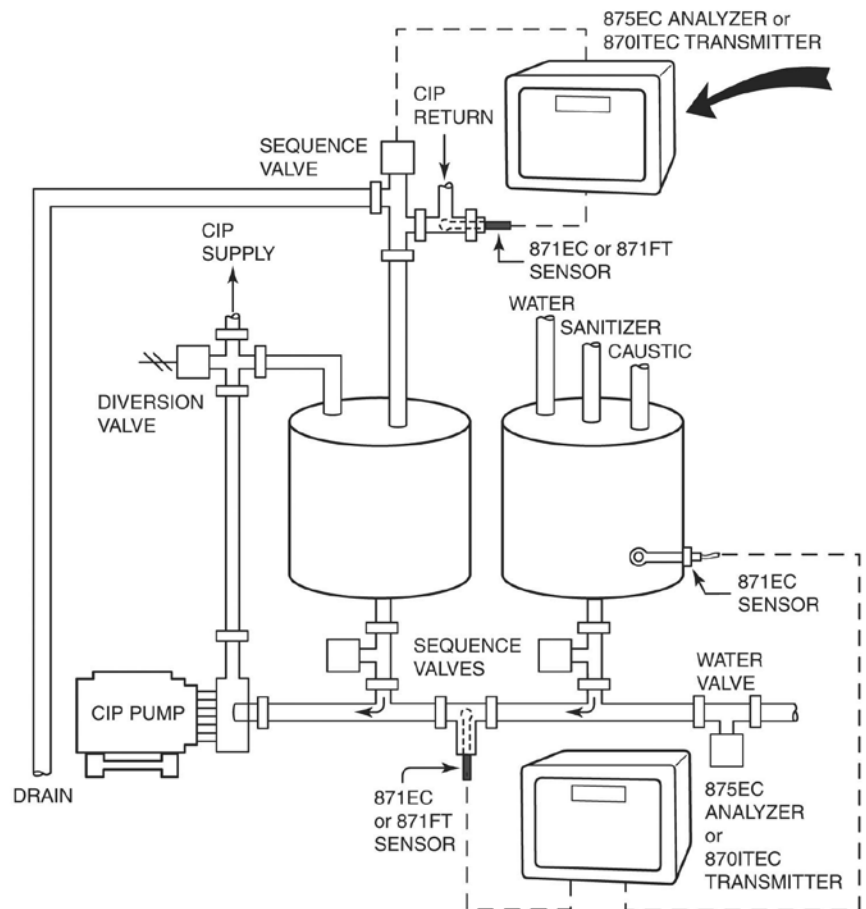 875EC ANALYZER or
870ITEC TRANSMITTER
CIP
RETURN
SEQUENCE
VALVE
CIP
SUPPLY
871EC or 871FT
SENSOR
WATER
SANITIZER
CAUSTIC
DIVERSION
VALVE
871EC
SENSOR
SEQUENCE
VALVES
WATER
VALVE
CIP PUMP
DRAIN
871EC
or 871FT
SENSOR
875EC
ANALYZER
or
870ITEC
TRANSMITTER